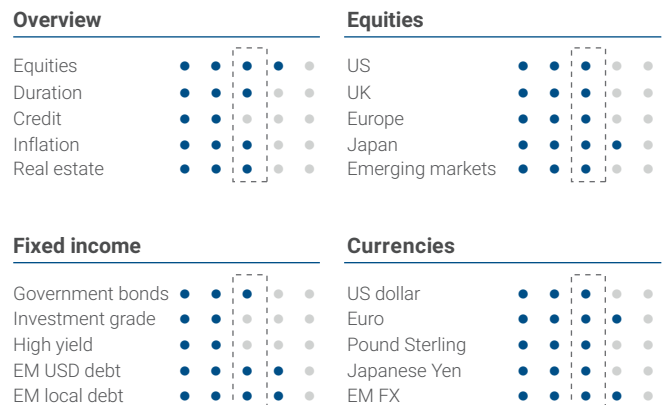 Overview
Equities
Duration
Credit
Inflation
Real estate
Equities
US
UK
Europe
Japan
Emerging markets
Fixed income
Government bonds
Investment grade
High yield
EM USD debt
EM local debt
Currencies
US dollar
Euro
Pound Sterling
Japanese Yen
EM FX